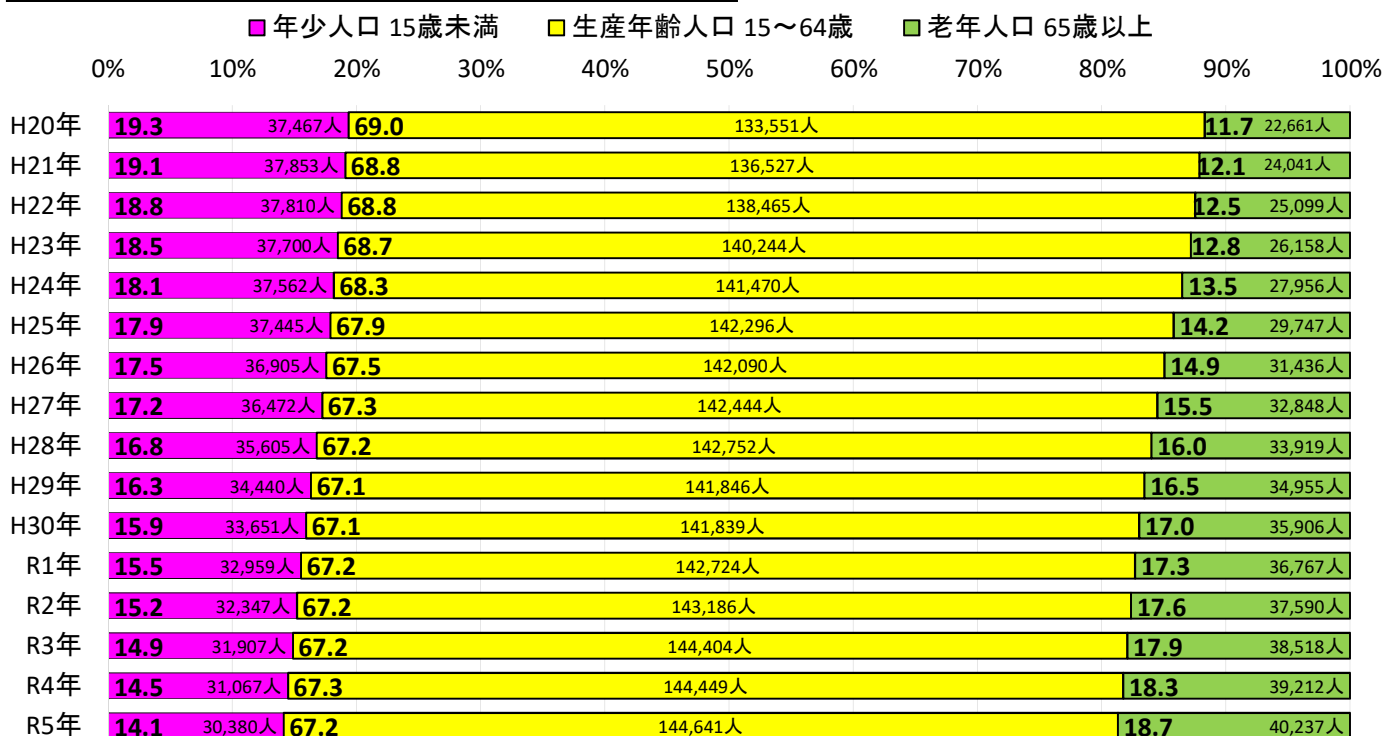 ■ 年少人口 15歳未満 □ 生産年齢人口 15～64歳 ■ 老年人口 65歳以上
0% 10% 20% 30% 40% 50% 60% 70% 80% 90% 100%
H20年 19.3 37,467人 69.0 133,551人 11.7 22,661人
H21年 19.1 37,853人 68.8 136,527人 12.1 24,041人
H22年 18.8 37,810人 68.8 138,465人 12.5 25,099人
H23年 18.5 37,700人 68.7 140,244人 12.8 26,158人
H24年 18.1 37,562人 68.3 141,470人 13.5 27,956人
H25年 17.9 37,445人 67.9 142,296人 14.2 29,747人
H26年 17.5 36,905人 67.5 142,090人 14.9 31,436人
H27年 17.2 36,472人 67.3 142,444人 15.5 32,848人
H28年 16.8 35,605人 67.2 142,752人 16.0 33,919人
H29年 16.3 34,440人 67.1 141,846人 16.5 34,955人
H30年 15.9 33,651人 67.1 141,839人 17.0 35,906人
R1年 15.5 32,959人 67.2 142,724人 17.3 36,767人
R2年 15.2 32,347人 67.2 143,186人 17.6 37,590人
R3年 14.9 31,907人 67.2 144,404人 17.9 38,518人
R4年 14.5 31,067人 67.3 144,449人 18.3 39,212人
R5年 14.1 30,380人 67.2 144,641人 18.7 40,237人